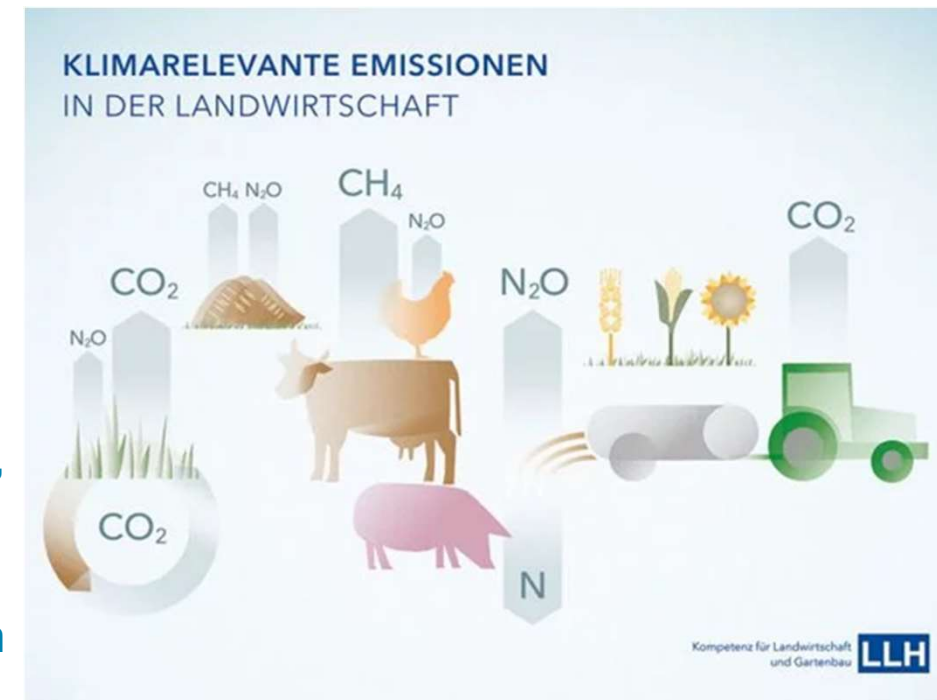 KLIMARELEVANTE EMISSIONEN
IN DER LANDWIRTSCHAFT
CH₄ N₂O
CH₄
N₂O
CO₂
CO₂
N₂O
N₂O
CO₂
N
Kompetenz für Landwirtschaft
und Gartenbau
LLH